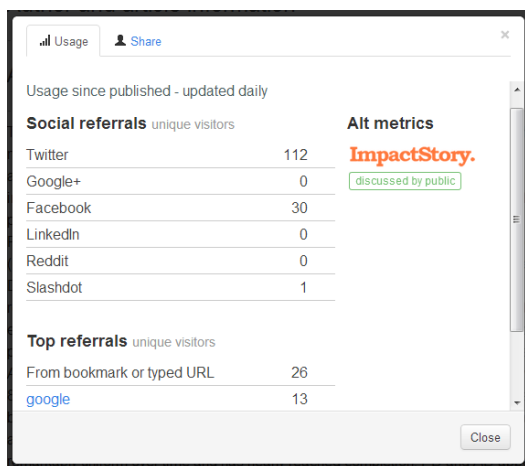 Usage
Share
×
Usage since published - updated daily
Social referrals unique visitors
Twitter 112
Google+ 0
Facebook 30
LinkedIn 0
Reddit 0
Slashdot 1
Top referrals unique visitors
From bookmark or typed URL 26
google 13
Alt metrics
ImpactStory.
discussed by public
Close